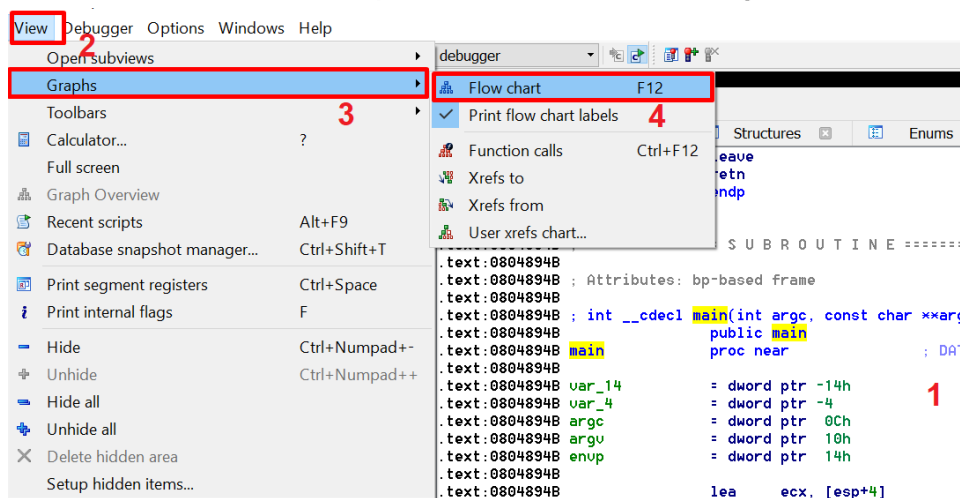 View Debugger Options Windows Help
2
Open subviews
Graphs
3
Toolbars
Calculator... ?
Full screen
Graph Overview
Recent scripts Alt+F9
Database snapshot manager... Ctrl+Shift+T
Print segment registers Ctrl+Space
Print internal flags F
Hide Ctrl+Numpad+-
Unhide Ctrl+Numpad++
Hide all
Unhide all
Delete hidden area
Setup hidden items...
debugger
Flow chart F12
Print flow chart labels
4
Function calls Ctrl+F12
Xrefs to
Xrefs from
User xrefs chart...
Structures Enums
eave
etn
ndp
S U B R O U T I N E =======
.text:0804894B
.text:0804894B ; Attributes: bp-based frame
.text:0804894B
.text:0804894B ; int __cdecl main(int argc, const char **arg
.text:0804894B public main
.text:0804894B main proc near ; DA
.text:0804894B
.text:0804894B var_14 = dword ptr -14h
1
.text:0804894B var_4 = dword ptr -4
.text:0804894B argc = dword ptr 0Ch
.text:0804894B argv = dword ptr 10h
.text:0804894B envp = dword ptr 14h
.text:0804894B
.text:0804894B lea ecx, [esp+4]